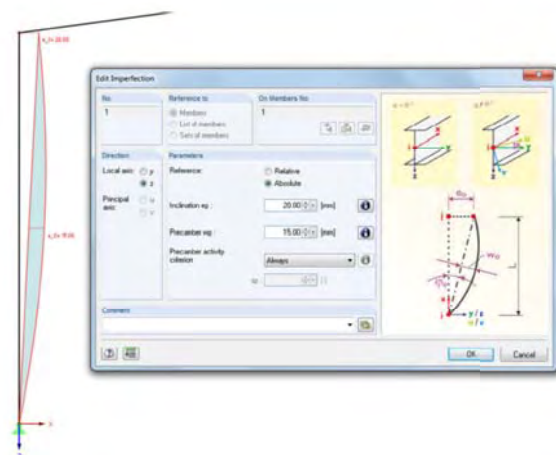 Edit Imperfection
No.
1
Reference to
Members
List of members
Sets of members
On Members No.
1
Direction
Local axis:
y
z
Principal
axis:
u
v
Parameters
Reference:
Relative
Absolute
Inclination
20.00
[mm]
Precamber
15.00
[mm]
Precamber activity
criterion
Always
Comment
OK
Cancel
x
y
z
i
j
L
y / z
u / v